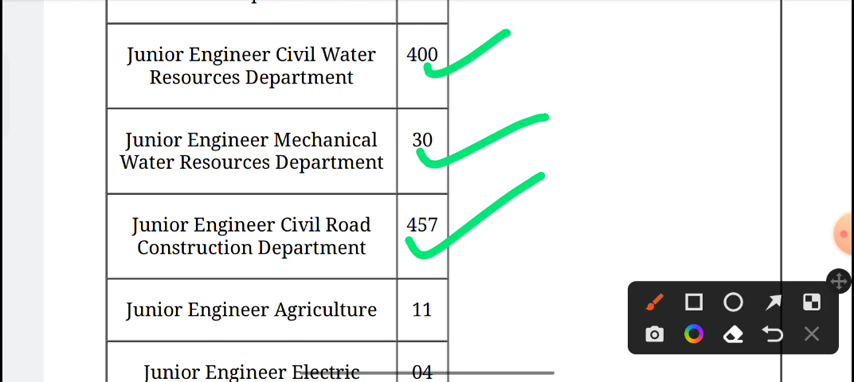 Junior Engineer Civil Water
Resources Department
400
Junior Engineer Mechanical
Water Resources Department
30
Junior Engineer Civil Road
Construction Department
457
Junior Engineer Agriculture
11
Junior Engineer Electric
04